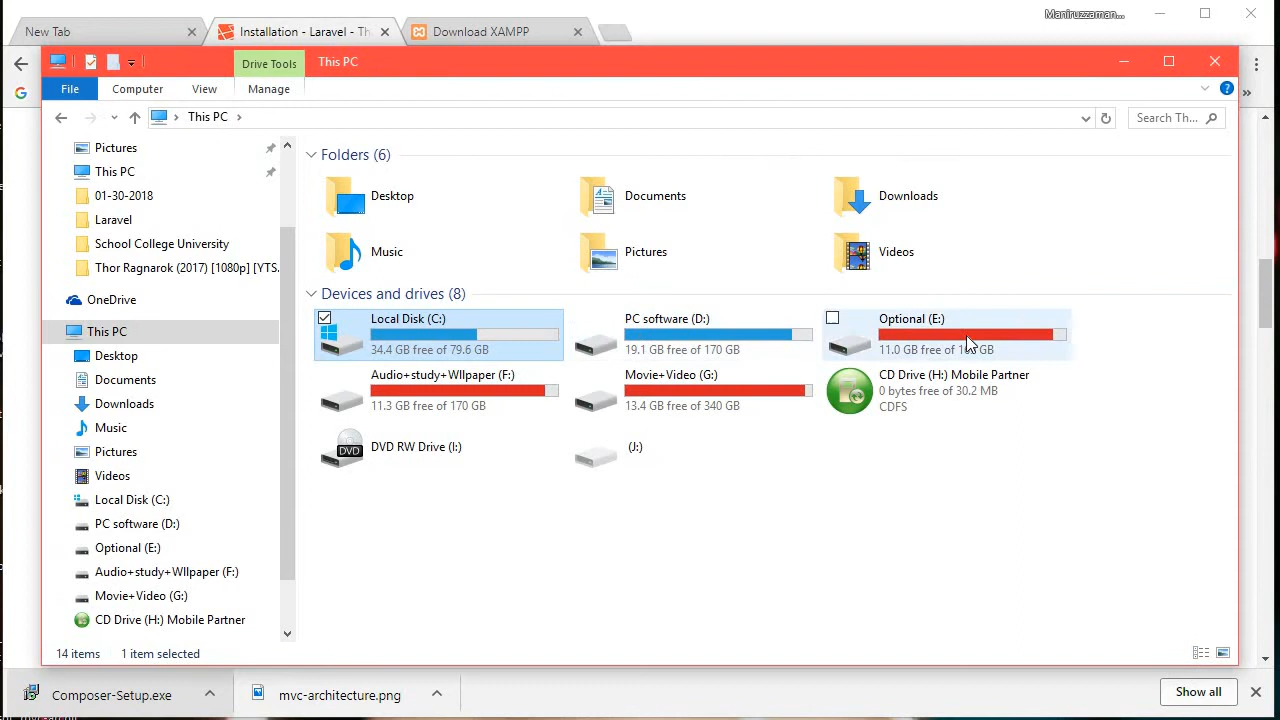 Maniruzzaman...
New Tab
Installation - Laravel - Th
Download XAMPP
Drive Tools
This PC
File
Computer
View
Manage
This PC
Search Th...
Pictures
This PC
01-30-2018
Laravel
School College University
Thor Ragnarok (2017) [1080p] [YTS.
OneDrive
This PC
Desktop
Documents
Downloads
Music
Pictures
Videos
Local Disk (C:)
PC software (D:)
Optional (E:)
Audio+study+Wllpaper (F:)
Movie+Video (G:)
CD Drive (H:) Mobile Partner
Folders (6)
Desktop
Documents
Downloads
Music
Pictures
Videos
Devices and drives (8)
Local Disk (C:)
34.4 GB free of 79.6 GB
PC software (D:)
19.1 GB free of 170 GB
Optional (E:)
11.0 GB free of GB
Audio+study+Wllpaper (F:)
11.3 GB free of 170 GB
Movie+Video (G:)
13.4 GB free of 340 GB
CD Drive (H:) Mobile Partner
0 bytes free of 30.2 MB
CDFS
DVD RW Drive (I:)
DVD
(J:)
14 items
1 item selected
Composer-Setup.exe
mvc-architecture.png
Show all